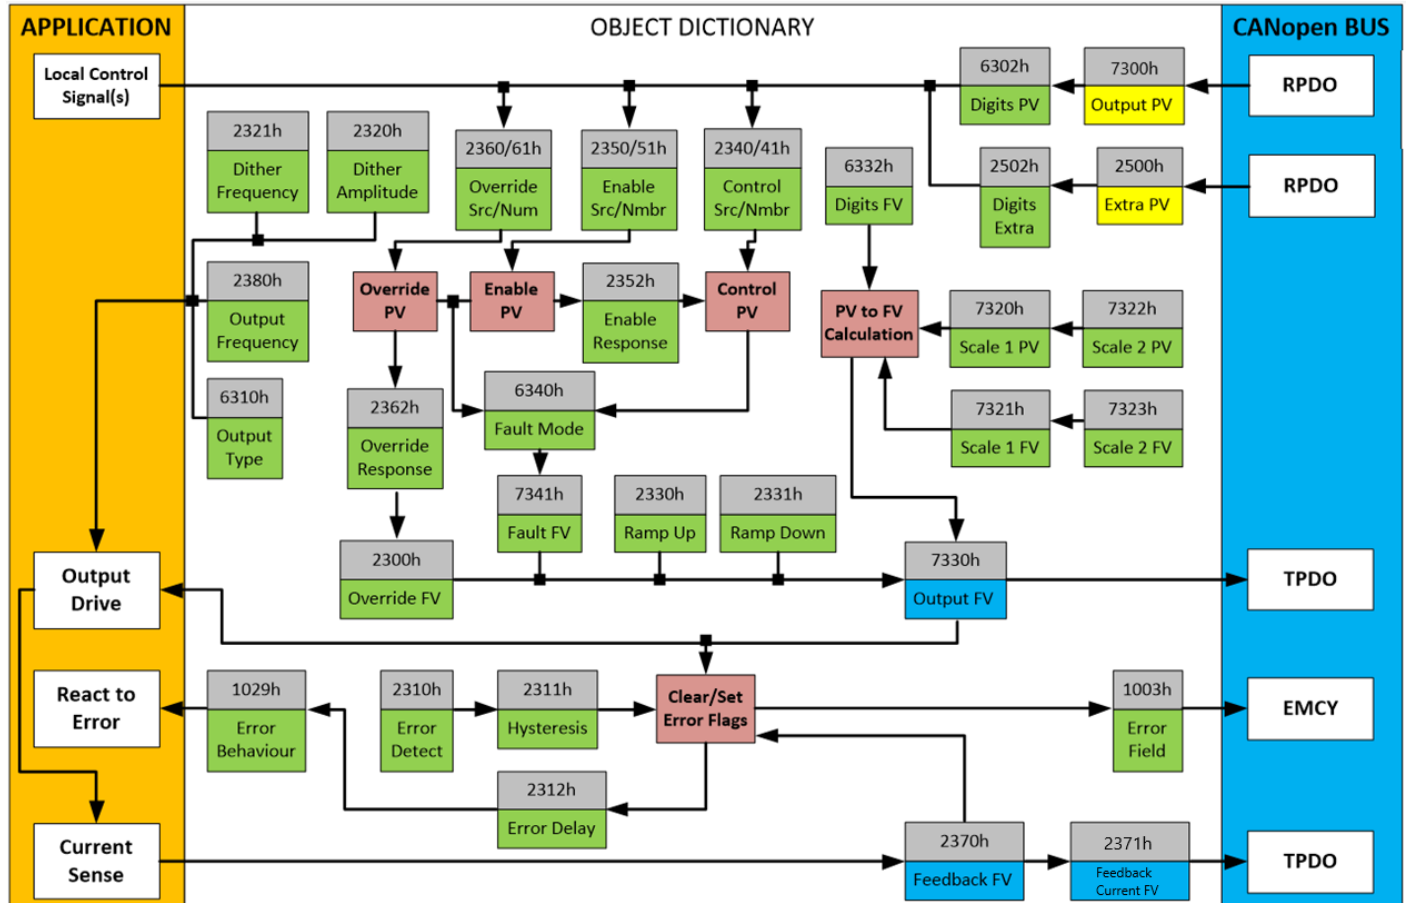 APPLICATION
OBJECT DICTIONARY
CANopen BUS
Local Control
Signal(s)
6302h
Digits PV
7300h
Output PV
RPDO
2321h
Dither
Frequency
2320h
Dither
Amplitude
2360/61h
Override
Src/Num
2350/51h
Enable
Src/Nmbr
2340/41h
Control
Src/Nmbr
6332h
Digits FV
2502h
Digits
Extra
2500h
Extra PV
RPDO
2380h
Output
Frequency
Override
PV
Enable
PV
2352h
Enable
Response
Control
PV
PV to FV
Calculation
7320h
Scale 1 PV
7322h
Scale 2 PV
6310h
Output
Type
2362h
Override
Response
6340h
Fault Mode
7321h
Scale 1 FV
7323h
Scale 2 FV
7341h
Fault FV
2330h
Ramp Up
2331h
Ramp Down
Output
Drive
2300h
Override FV
7330h
Output FV
TPDO
React to
Error
1029h
Error
Behaviour
2310h
Error
Detect
2311h
Hysteresis
Clear/Set
Error Flags
1003h
Error
Field
EMCY
2312h
Error Delay
Current
Sense
2370h
Feedback FV
2371h
Feedback
Current FV
TPDO